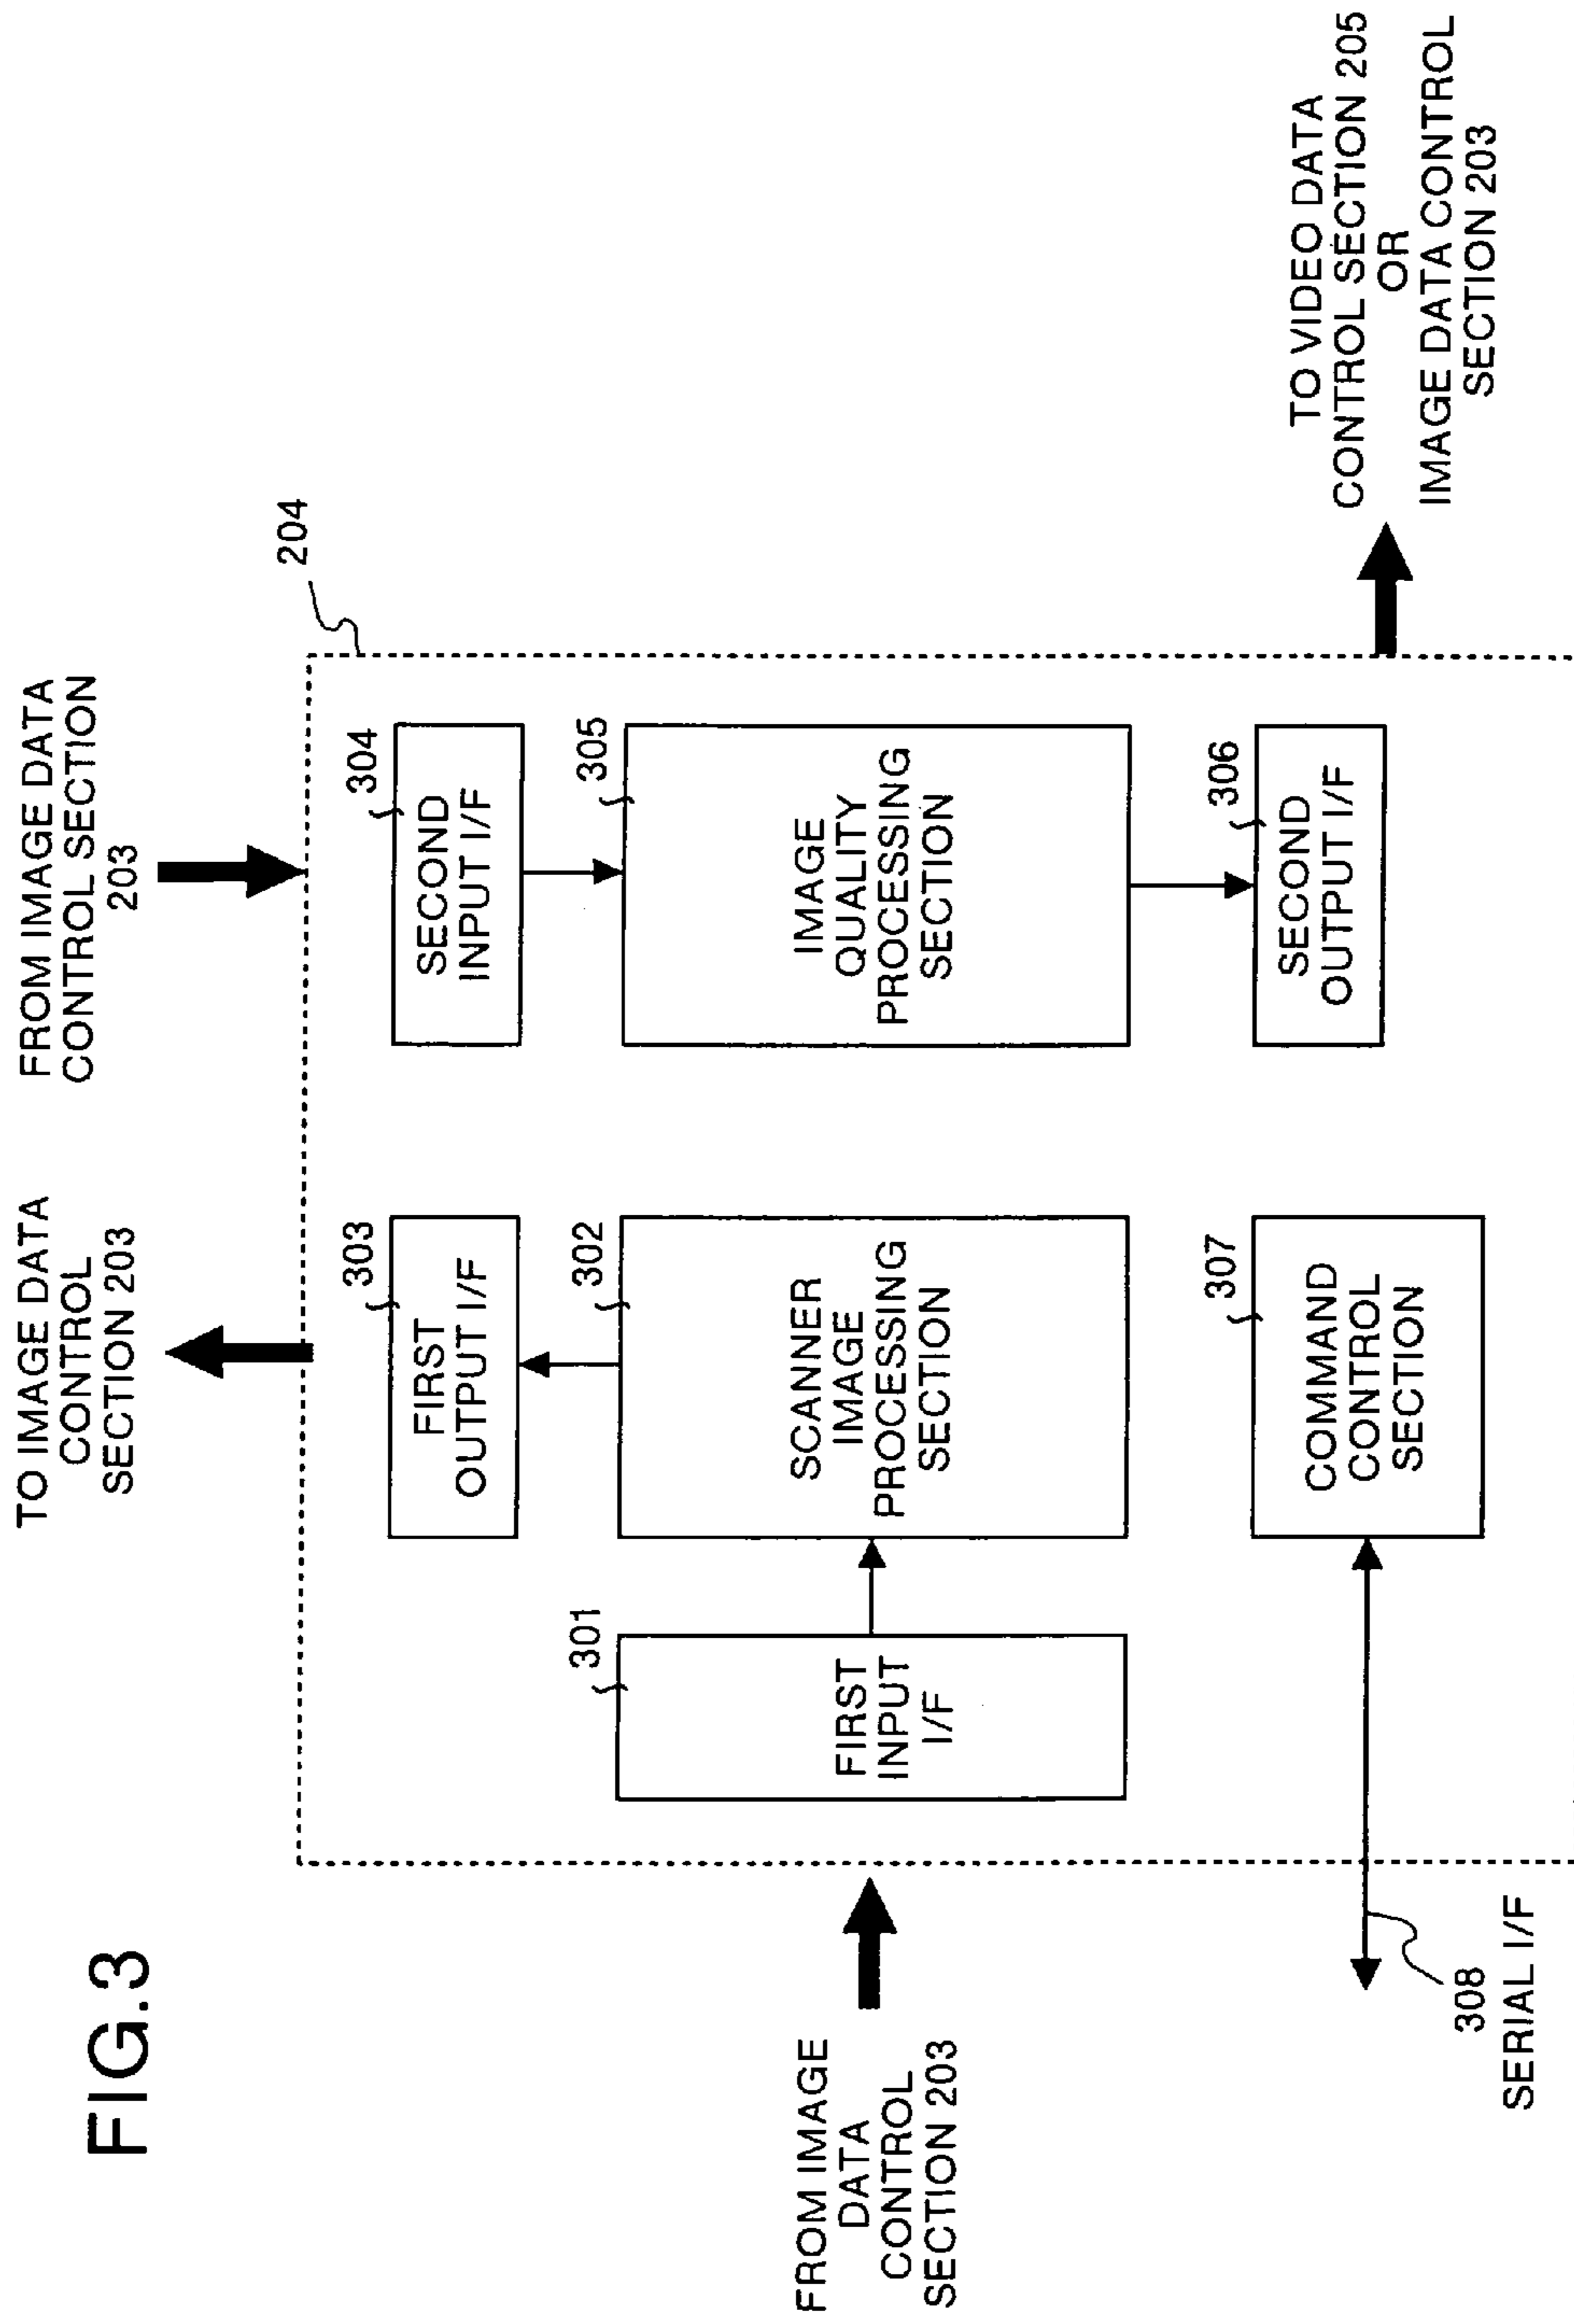 FIG.3
TO IMAGE DATA
CONTROL
SECTION 203
FROM IMAGE DATA
CONTROL SECTION
203
204
303
FIRST
OUTPUT I/F
304
SECOND
INPUT I/F
301
FIRST
INPUT
I/F
302
SCANNER
IMAGE
PROCESSING
SECTION
305
IMAGE
QUALITY
PROCESSING
SECTION
FROM IMAGE
DATA
CONTROL
SECTION 203
307
COMMAND
CONTROL
SECTION
306
SECOND
OUTPUT I/F
TO VIDEO DATA
CONTROL SECTION 205
OR
IMAGE DATA CONTROL
SECTION 203
308
SERIAL I/F